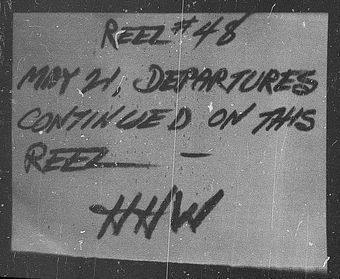 REEL #48
MAY 21, DEPARTURES
CONTINUED ON THIS
REEL —
HHW